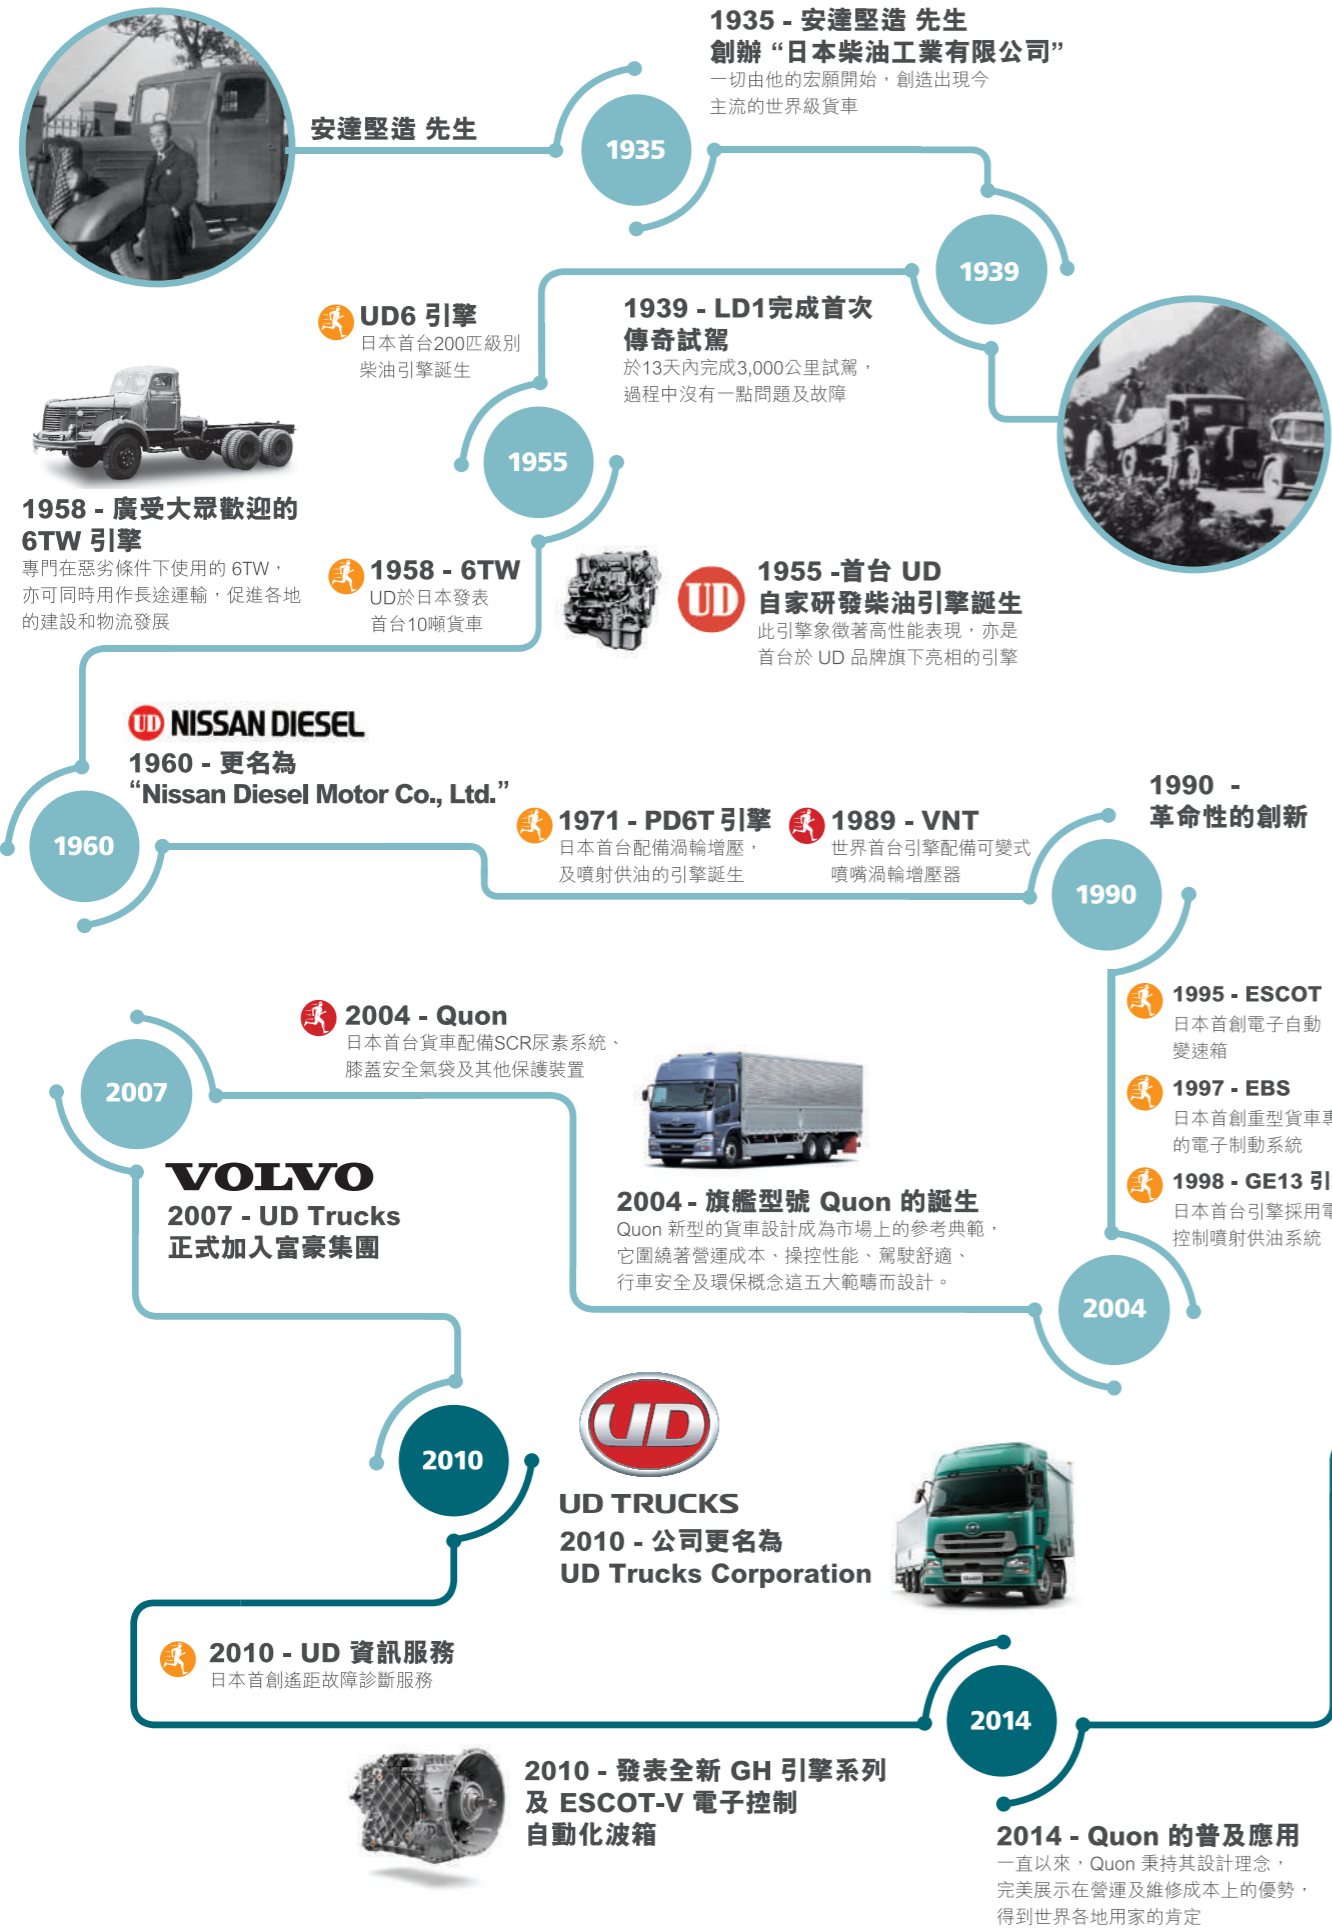 1935 - 安達堅造 先生
創辦 “日本柴油工業有限公司”
一切由他的宏願開始，創造出現今
主流的世界級貨車
安達堅造 先生
1935
1939
1939 - LD1完成首次
傳奇試駕
於13天內完成3,000公里試駕，
過程中沒有一點問題及故障
UD6 引擎
日本首台200匹級別
柴油引擎誕生
1955
1958 - 廣受大眾歡迎的
6TW 引擎
專門在惡劣條件下使用的 6TW，
亦可同時用作長途運輸，促進各地
的建設和物流發展
1958 - 6TW
UD於日本發表
首台10噸貨車
UD
1955 -首台 UD
自家研發柴油引擎誕生
此引擎象徵著高性能表現，亦是
首台於 UD 品牌旗下亮相的引擎
UD NISSAN DIESEL
1960 - 更名為
“Nissan Diesel Motor Co., Ltd.”
1960
1971 - PD6T 引擎
日本首台配備渦輪增壓，
及噴射供油的引擎誕生
1989 - VNT
世界首台引擎配備可變式
噴嘴渦輪增壓器
1990 -
革命性的創新
1990
1995 - ESCOT
日本首創電子自動
變速箱
1997 - EBS
日本首創重型貨車專
的電子制動系統
1998 - GE13 引
日本首台引擎採用電
控制噴射供油系統
2004 - Quon
日本首台貨車配備SCR尿素系統、
膝蓋安全氣袋及其他保護裝置
2007
VOLVO
2007 - UD Trucks
正式加入富豪集團
2004 - 旗艦型號 Quon 的誕生
Quon 新型的貨車設計成為市場上的參考典範，
它圍繞著營運成本、操控性能、駕駛舒適、
行車安全及環保概念這五大範疇而設計。
2004
2010
UD
UD TRUCKS
2010 - 公司更名為
UD Trucks Corporation
2010 - UD 資訊服務
日本首創遙距故障診斷服務
2014
2010 - 發表全新 GH 引擎系列
及 ESCOT-V 電子控制
自動化波箱
2014 - Quon 的普及應用
一直以來，Quon 秉持其設計理念，
完美展示在營運及維修成本上的優勢，
得到世界各地用家的肯定